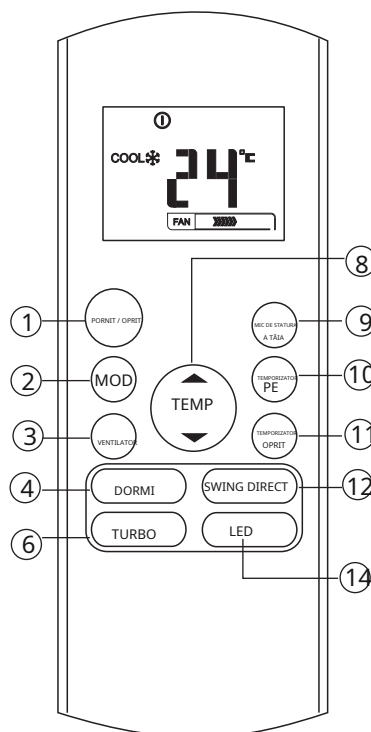 COOL 24°C
FAN
8
1 PORNIT / OPRIT
MIC DE STATURA
A TĂIA
9
2 MOD
TEMP
TEMPORIZATOR
PE
10
3 VENTILATOR
TEMPORIZATOR
OPRIT
11
4 DORMI
SWING DIRECT 12
6 TURBO
LED
14